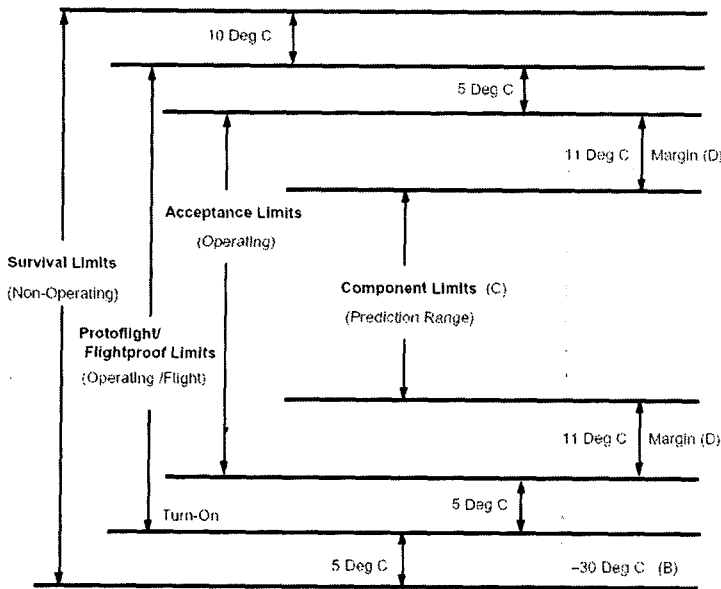 10 Deg C
5 Deg C
11 Deg C Margin (D)
Acceptance Limits
(Operating)
Survival Limits
(Non-Operating)
Component Limits (C)
(Prediction Range)
Protoflight/
Flightproof Limits
(Operating /Flight)
11 Deg C Margin (D)
5 Deg C
Turn-On
5 Deg C
–30 Deg C (B)